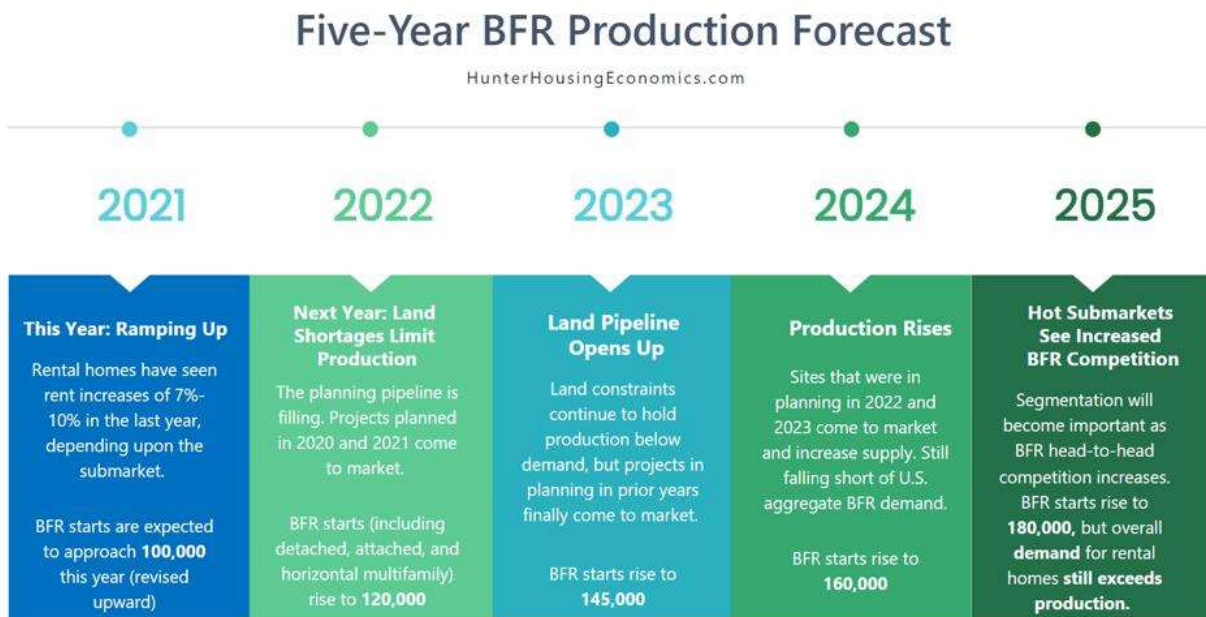 Five-Year BFR Production Forecast
HunterHousingEconomics.com
2021
2022
2023
2024
2025
This Year: Ramping Up
Rental homes have seen
rent increases of 7%-
10% in the last year,
depending upon the
submarket.
BFR starts are expected
to approach 100,000
this year (revised
upward)
Next Year: Land
Shortages Limit
Production
The planning pipeline is
filling. Projects planned
in 2020 and 2021 come
to market.
BFR starts (including
detached, attached, and
horizontal multifamily)
rise to 120,000
Land Pipeline
Opens Up
Land constraints
continue to hold
production below
demand, but projects in
planning in prior years
finally come to market.
BFR starts rise to
145,000
Production Rises
Sites that were in
planning in 2022 and
2023 come to market
and increase supply. Still
falling short of U.S.
aggregate BFR demand.
BFR starts rise to
160,000
Hot Submarkets
See Increased
BFR Competition
Segmentation will
become important as
BFR head-to-head
competition increases.
BFR starts rise to
180,000, but overall
demand for rental
homes still exceeds
production.